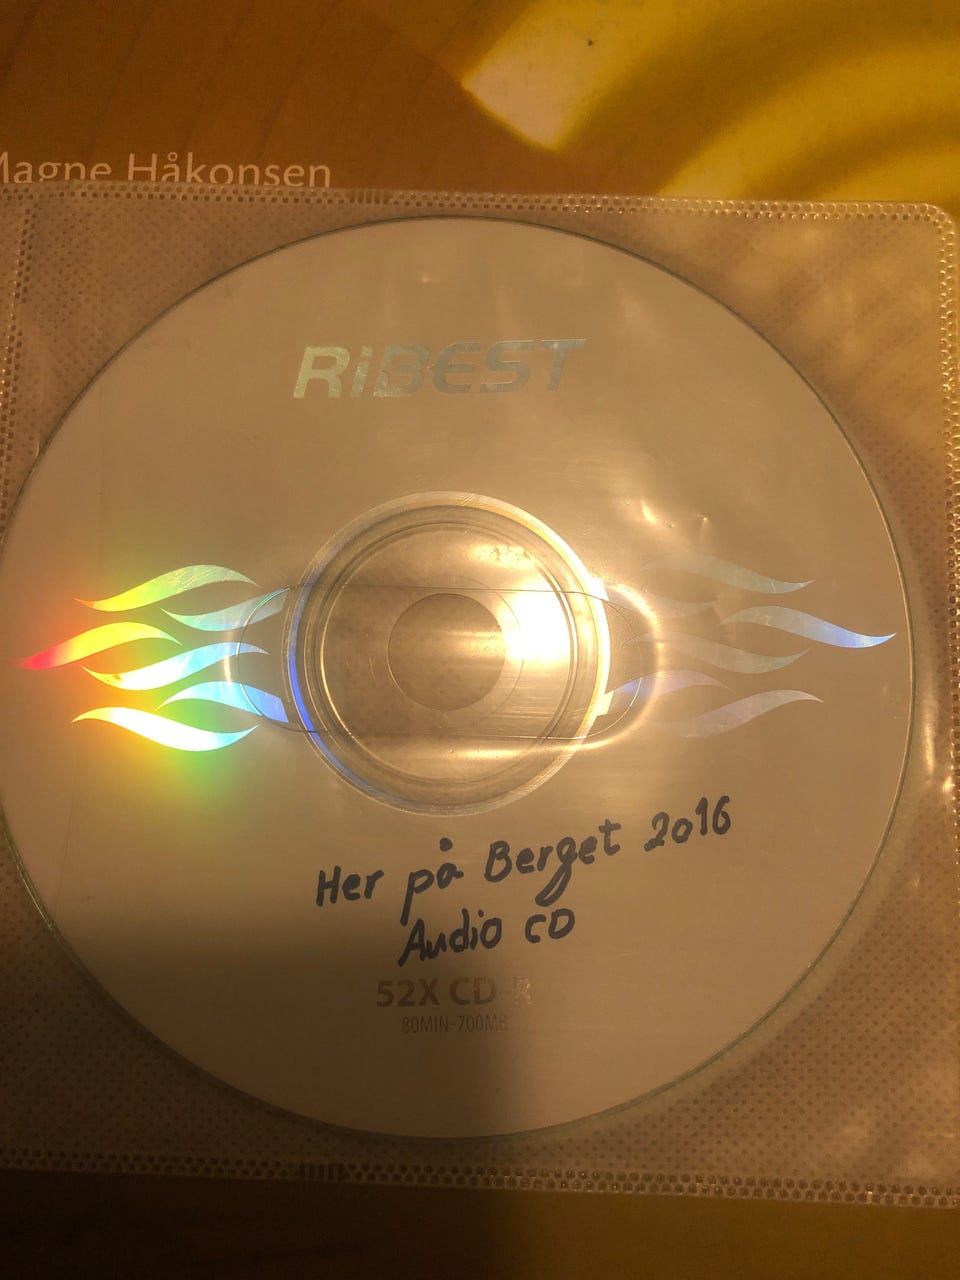 Magne Håkonsen
RiBEST
Her på Berget 2016
Audio CD
52X CD-R
80MIN-700MB